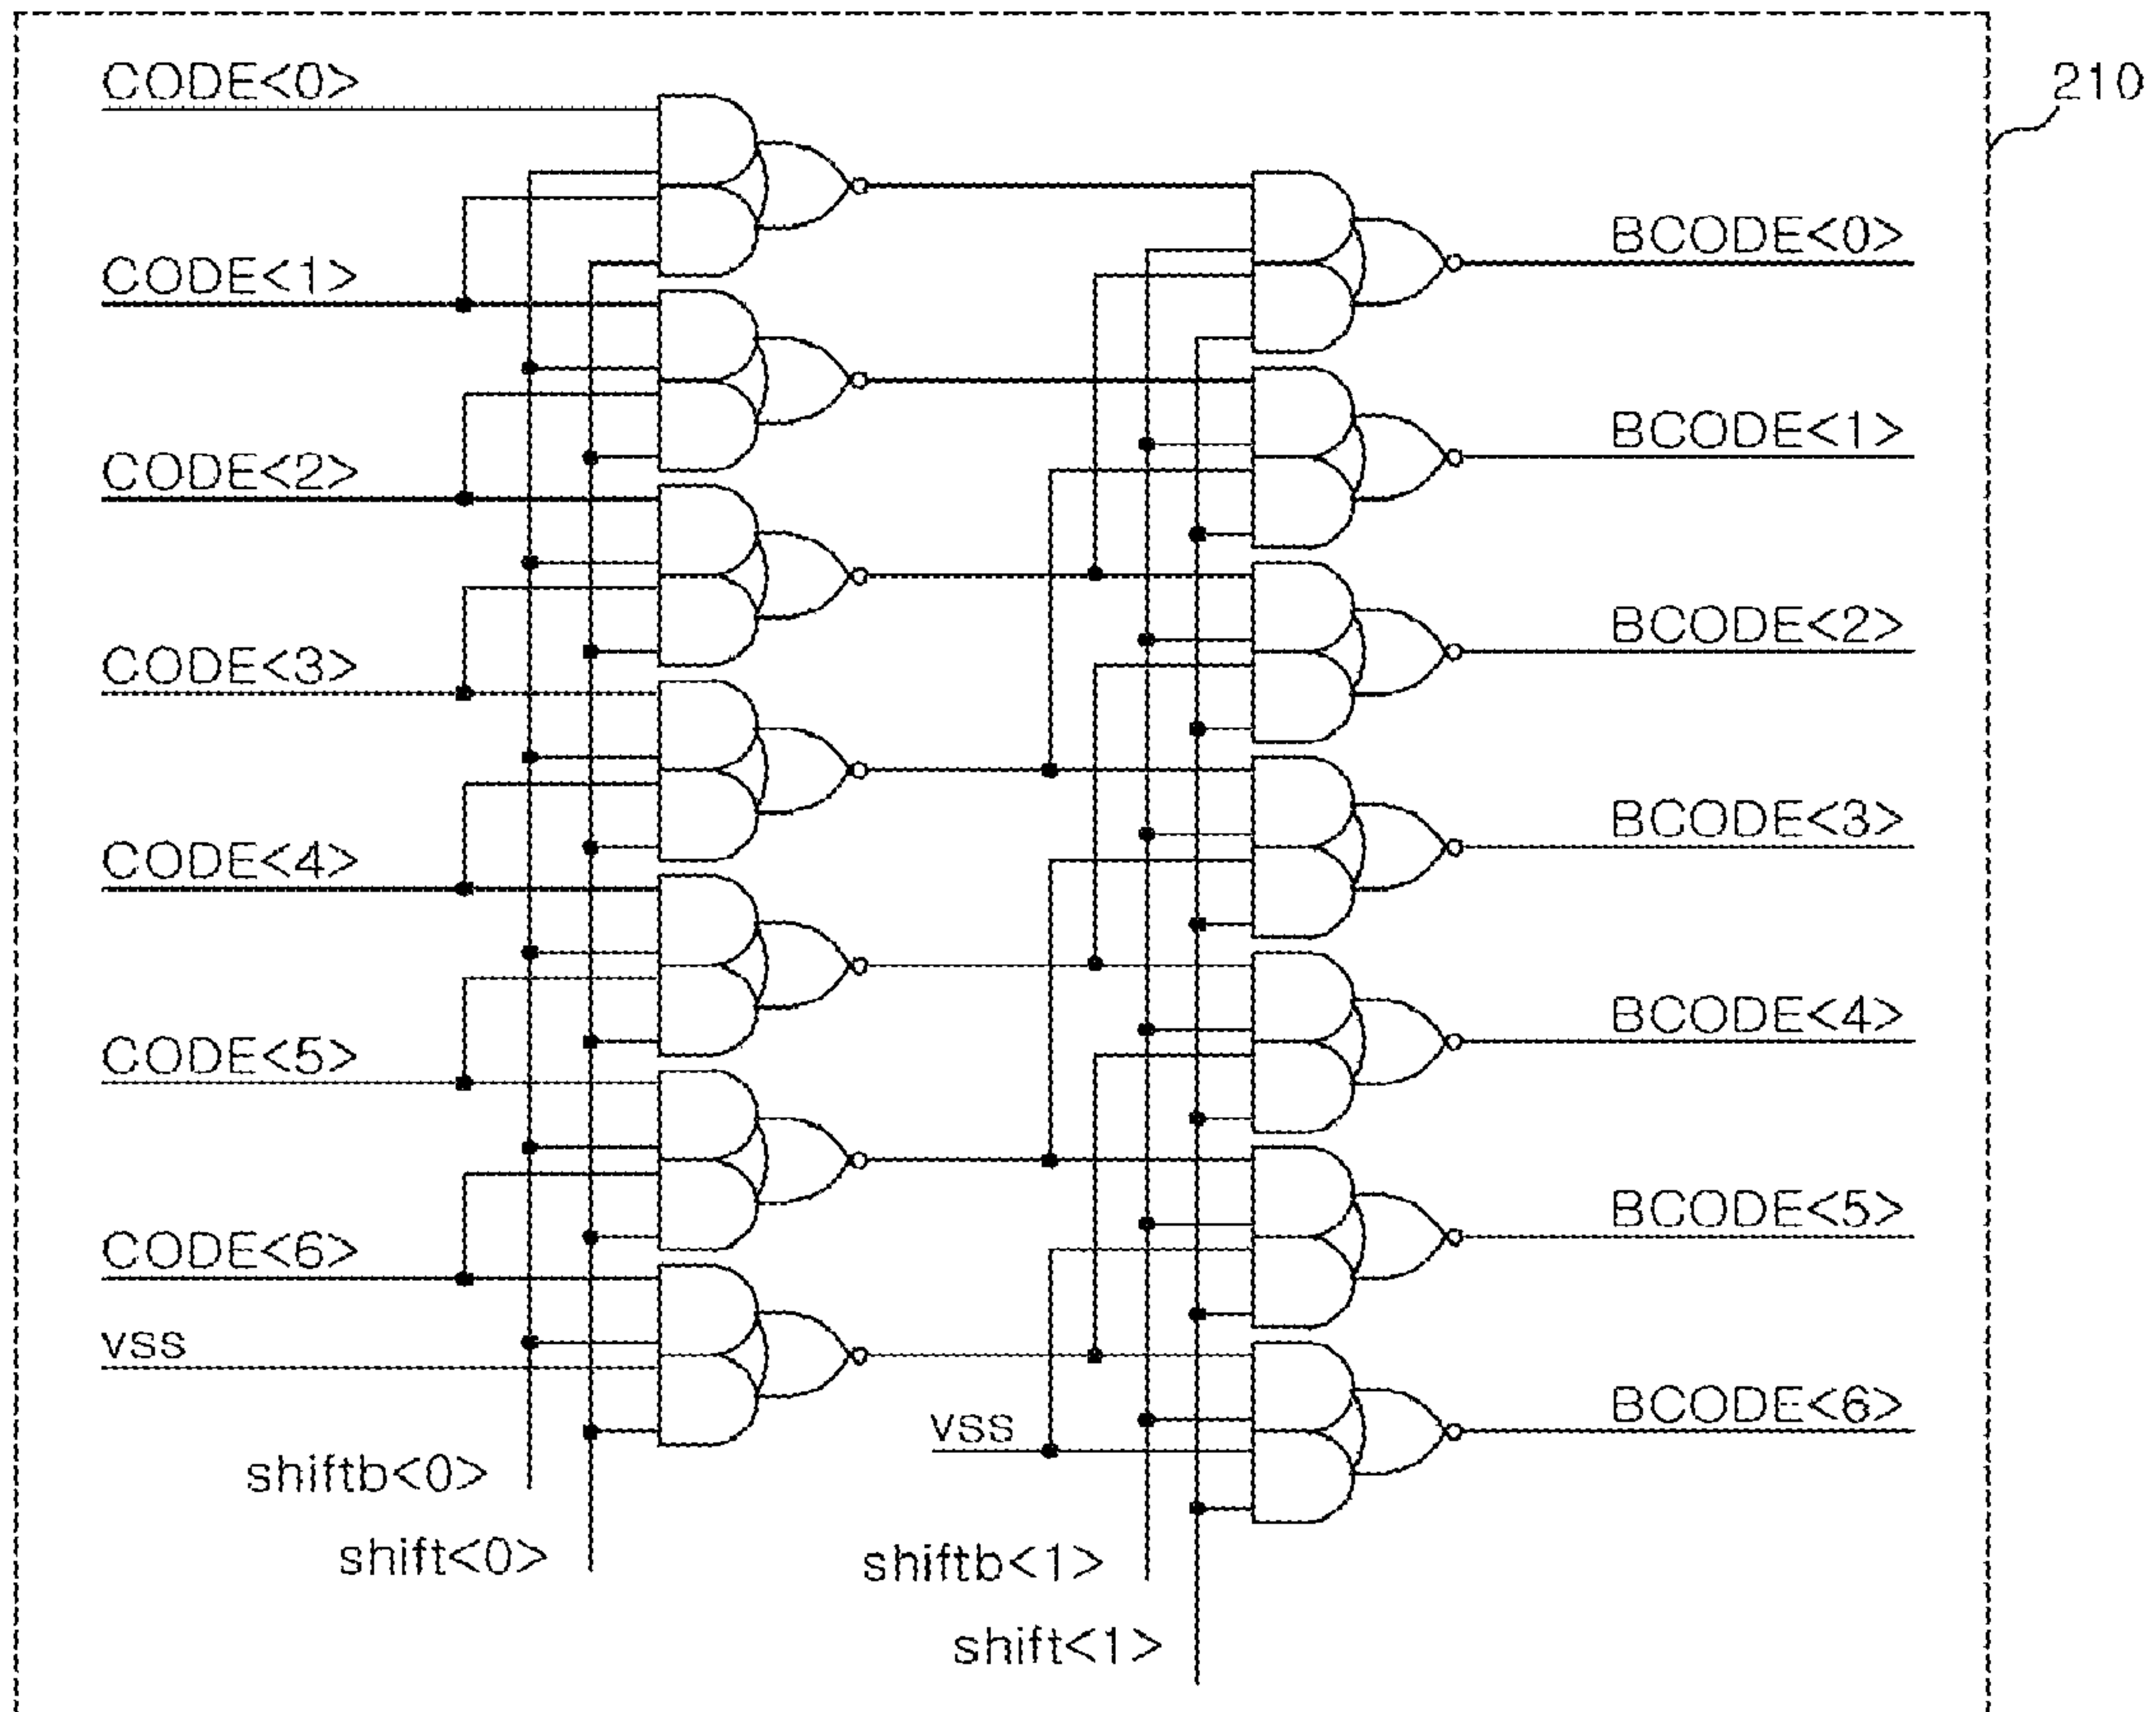 CODE<0>
210
BCODE<0>
CODE<1>
BCODE<1>
CODE<2>
BCODE<2>
CODE<3>
BCODE<3>
CODE<4>
BCODE<4>
CODE<5>
BCODE<5>
CODE<6>
vss
BCODE<6>
vss
shiftb<0>
shift<0>
shiftb<1>
shift<1>